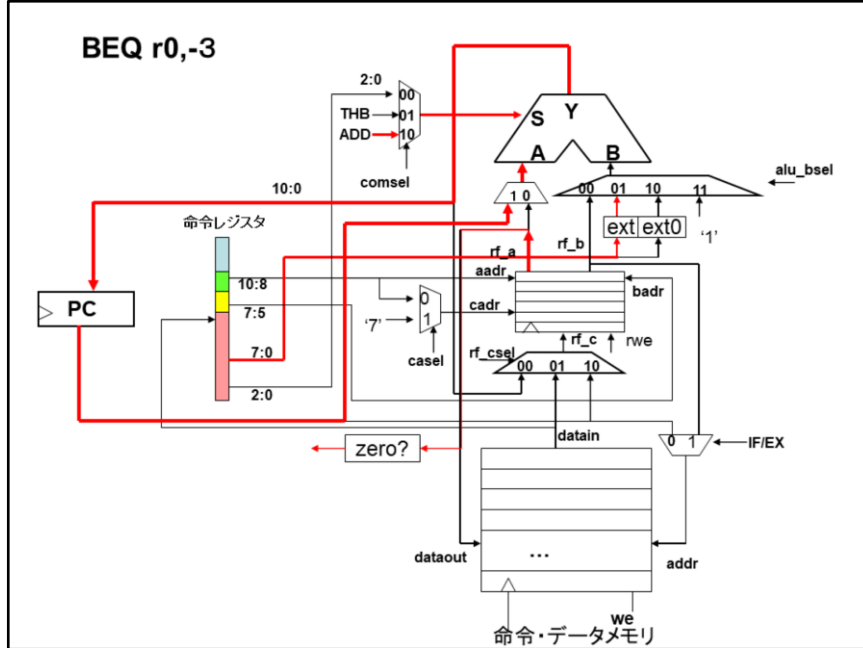 BEQ r0,-3
2:0
00
THB
01
ADD
10
comsel
S
Y
A
B
alu_bsel
10:0
1 0
00 01 10 11
命令レジスタ
ext ext0
'1'
rf_a
rf_b
10:8
aadr
badr
7:5
PC
0
cadr
'7'
1
rf_c
rwe
casel
rf_csel
7:0
00 01 10
2:0
zero?
datain
0 1
IF/EX
dataout
...
addr
we
命令・データメモリ